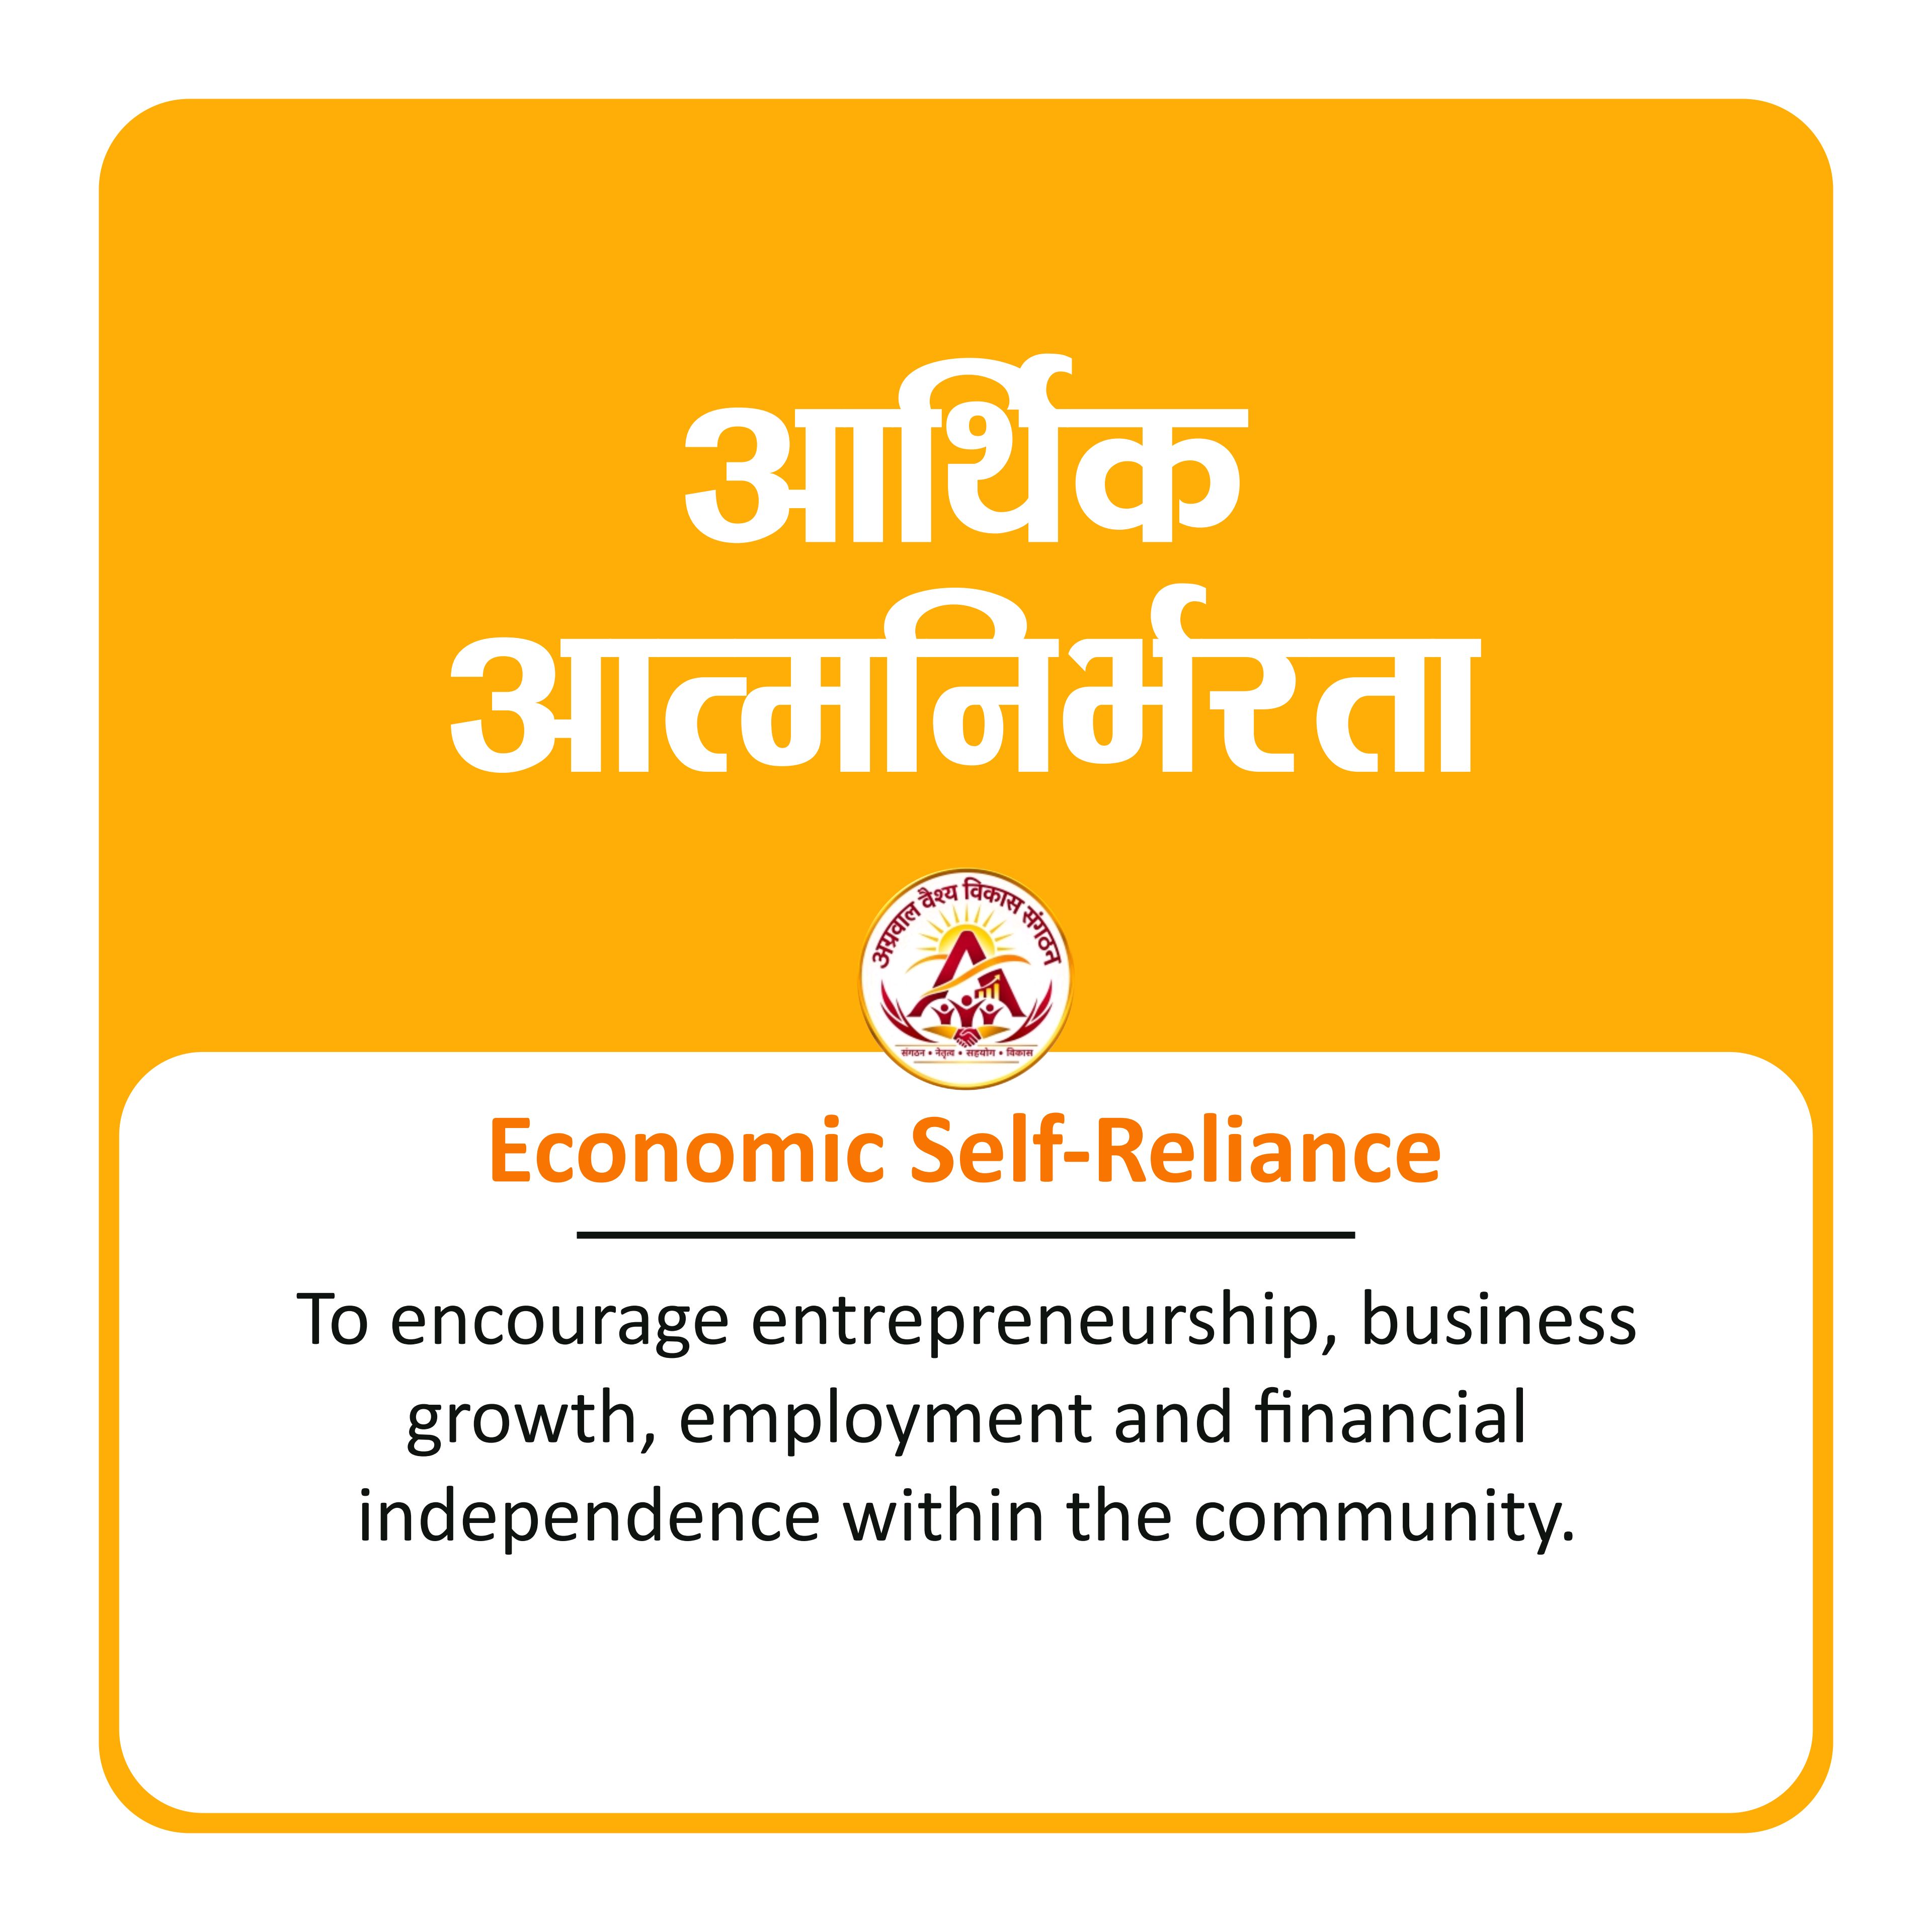 आर्थिक
आत्मनिर्भरता
अग्रवाल वैश्य विकास संगठन
संगठन • नेतृत्व • सहयोग • विकास
Economic Self-Reliance
To encourage entrepreneurship, business
growth, employment and financial
independence within the community.